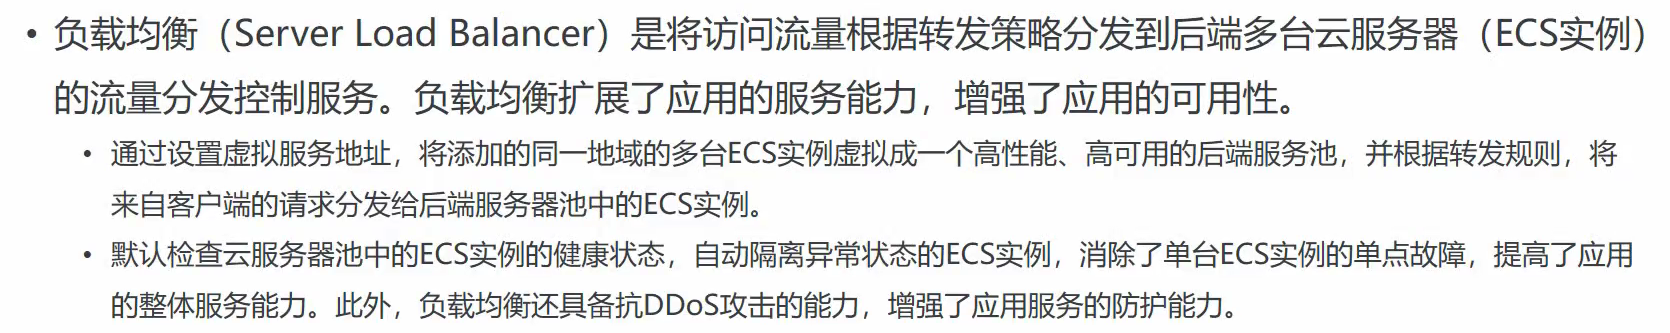 • 负载均衡（Server Load Balancer）是将访问流量根据转发策略分发到后端多台云服务器（ECS实例）
的流量分发控制服务。负载均衡扩展了应用的服务能力，增强了应用的可用性。
• 通过设置虚拟服务地址，将添加的同一地域的多台ECS实例虚拟成一个高性能、高可用的后端服务池，并根据转发规则，将
来自客户端的请求分发给后端服务器池中的ECS实例。
• 默认检查云服务器池中的ECS实例的健康状态，自动隔离异常状态的ECS实例，消除了单台ECS实例的单点故障，提高了应用
的整体服务能力。此外，负载均衡还具备抗DDoS攻击的能力，增强了应用服务的防护能力。